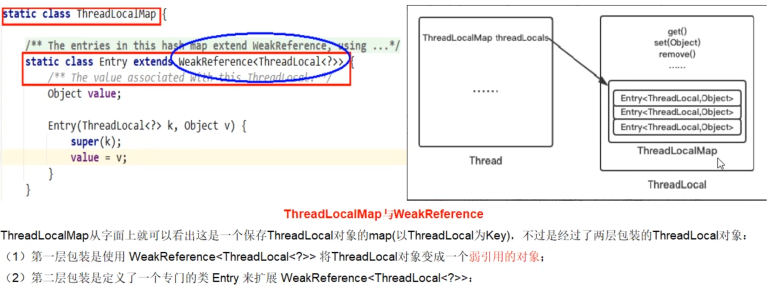 static class ThreadLocalMap {
/** The entries in this hash map extend WeakReference, using ...*/
static class Entry extends WeakReference<ThreadLocal<?>> {
/** The value associated with this ThreadLocal. */
Object value;
Entry(ThreadLocal<?> k, Object v) {
super(k);
value = v;
}
}
ThreadLocalMap threadLocals
......
Thread
get()
set(Object)
remove()
......
Entry<ThreadLocal,Object>
Entry<ThreadLocal,Object>
Entry<ThreadLocal,Object>
ThreadLocalMap
ThreadLocal
ThreadLocalMap与WeakReference
ThreadLocalMap从字面上就可以看出这是一个保存ThreadLocal对象的map(以ThreadLocal为Key)，不过是经过了两层包装的ThreadLocal对象：
（1）第一层包装是使用 WeakReference<ThreadLocal<?>> 将ThreadLocal对象变成一个弱引用的对象；
（2）第二层包装是定义了一个专门的类 Entry 来扩展 WeakReference<ThreadLocal<?>>：